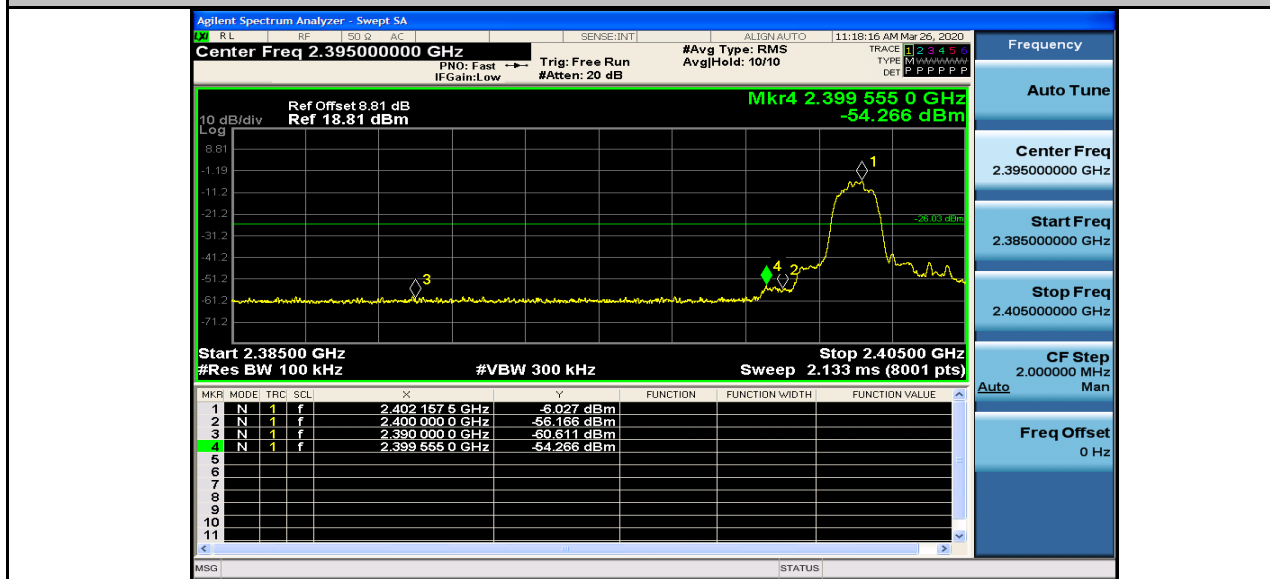 Agilent Spectrum Analyzer - Swept SA
LXI RL RF 50 Ω AC SENSE:INT ALIGN AUTO 11:18:16 AM Mar 26, 2020
Center Freq 2.395000000 GHz
PNO: Fast
IFGain:Low
Trig: Free Run
#Atten: 20 dB
#Avg Type: RMS
Avg|Hold: 10/10
TRACE 1 2 3 4 5 6
TYPE M
DET P P P P P P
Frequency
Auto Tune
Center Freq
2.395000000 GHz
Start Freq
2.385000000 GHz
Stop Freq
2.405000000 GHz
CF Step
2.000000 MHz
Auto Man
Freq Offset
0 Hz
Mkr4 2.399 555 0 GHz
-54.266 dBm
Ref Offset 8.81 dB
10 dB/div Ref 18.81 dBm
Log
8.81
-1.19
-11.2
-21.2
-31.2
-41.2
-51.2
-61.2
-71.2
-26.03 dBm
1
4
2
3
Start 2.38500 GHz Stop 2.40500 GHz
#Res BW 100 kHz #VBW 300 kHz Sweep 2.133 ms (8001 pts)
MKR MODE TRC SCL X Y FUNCTION FUNCTION WIDTH FUNCTION VALUE
1 N 1 f 2.402 157 5 GHz -6.027 dBm
2 N 1 f 2.400 000 0 GHz -56.166 dBm
3 N 1 f 2.390 000 0 GHz -60.611 dBm
4 N 1 f 2.399 555 0 GHz -54.266 dBm
5
6
7
8
9
10
11
MSG STATUS